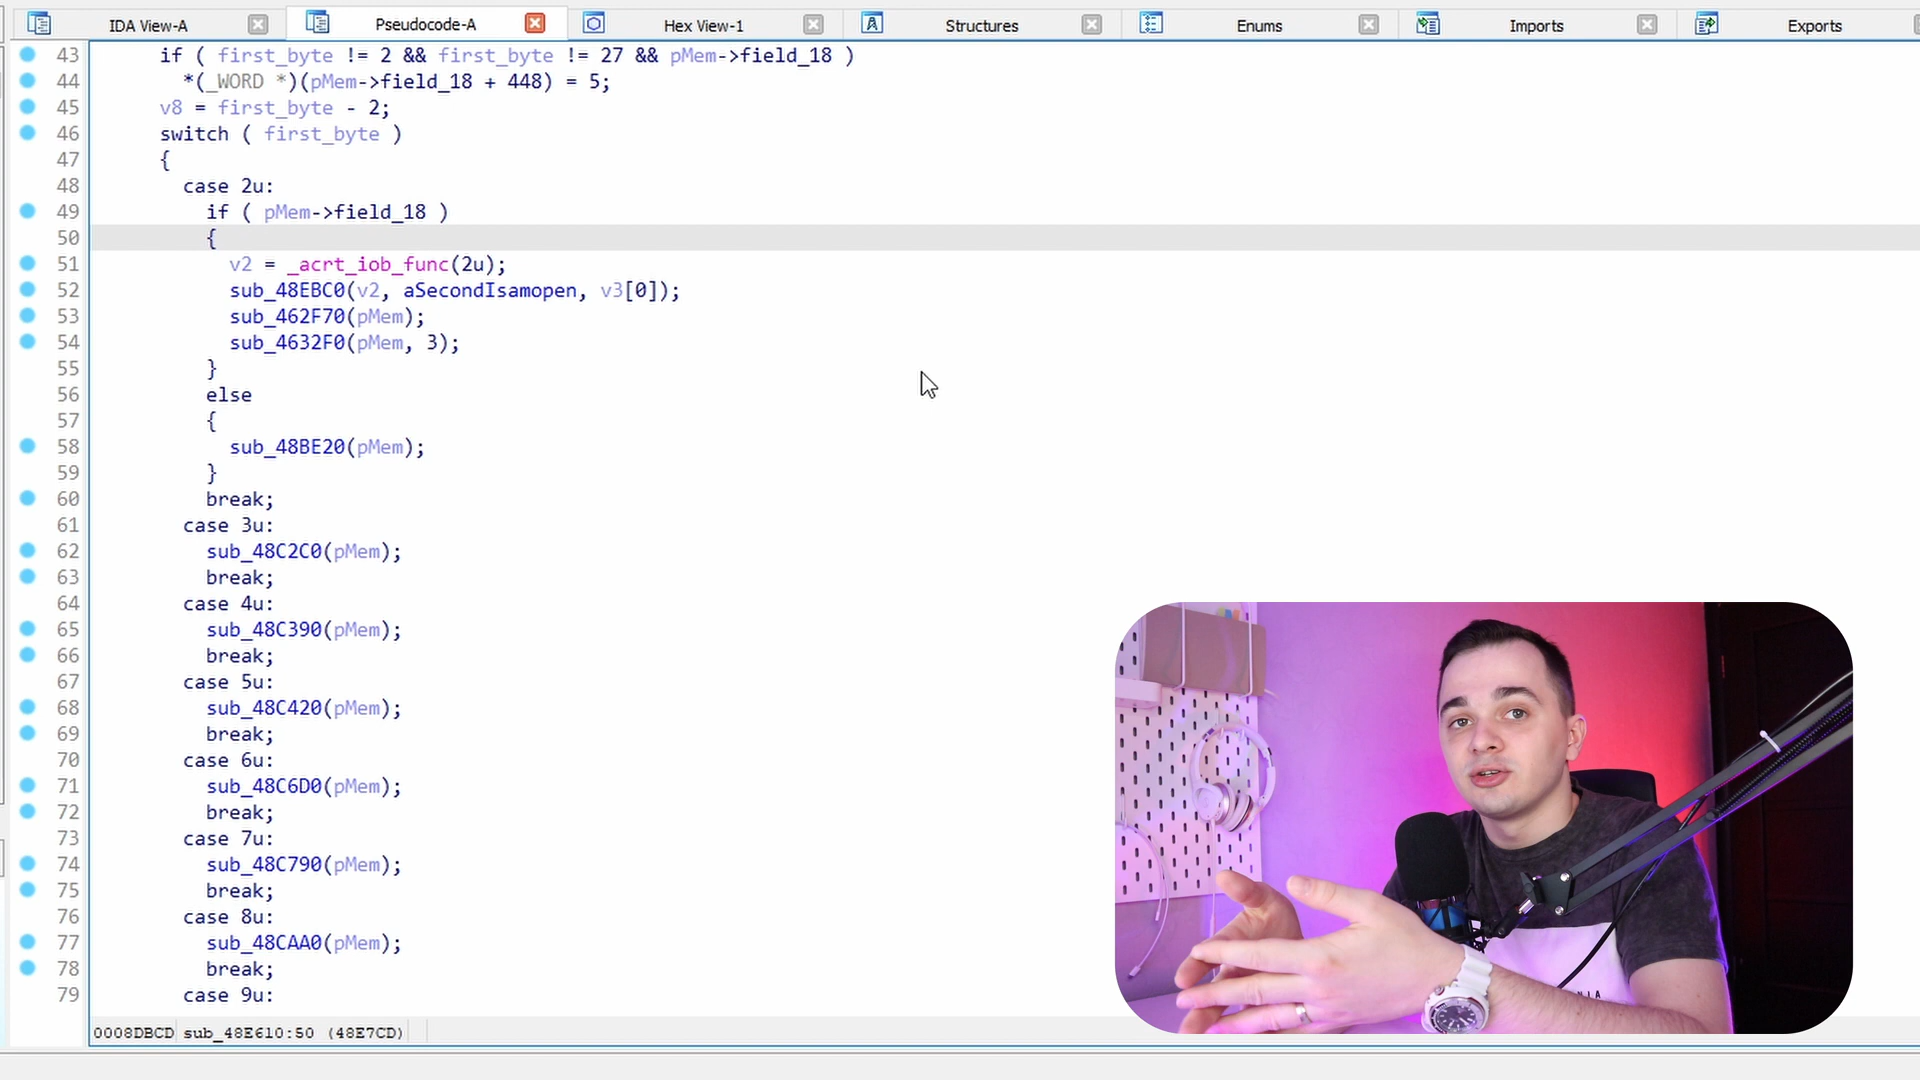 IDA View-A
Pseudocode-A
Hex View-1
Structures
Enums
Imports
Exports
43 if ( first_byte != 2 && first_byte != 27 && pMem->field_18 )
44 *(_WORD *)(pMem->field_18 + 448) = 5;
45 v8 = first_byte - 2;
46 switch ( first_byte )
47 {
48 case 2u:
49 if ( pMem->field_18 )
50 {
51 v2 = _acrt_iob_func(2u);
52 sub_48EBC0(v2, aSecondIsamopen, v3[0]);
53 sub_462F70(pMem);
54 sub_4632F0(pMem, 3);
55 }
56 else
57 {
58 sub_48BE20(pMem);
59 }
60 break;
61 case 3u:
62 sub_48C2C0(pMem);
63 break;
64 case 4u:
65 sub_48C390(pMem);
66 break;
67 case 5u:
68 sub_48C420(pMem);
69 break;
70 case 6u:
71 sub_48C6D0(pMem);
72 break;
73 case 7u:
74 sub_48C790(pMem);
75 break;
76 case 8u:
77 sub_48CAA0(pMem);
78 break;
79 case 9u:
0008DBCD sub_48E610:50 (48E7CD)